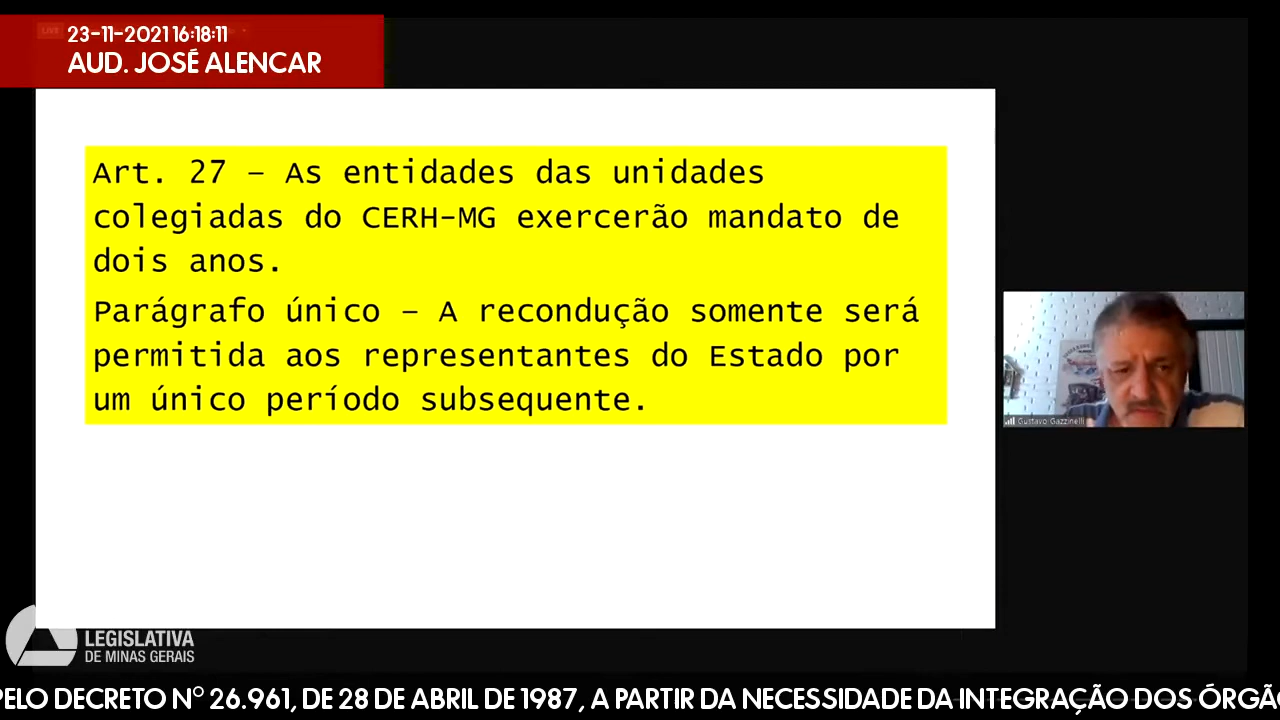 23-11-2021 16:18:11
AUD. JOSÉ ALENCAR
Art. 27 – As entidades das unidades
colegiadas do CERH-MG exercerão mandato de
dois anos.
Parágrafo único – A recondução somente será
permitida aos representantes do Estado por
um único período subsequente.
Gustavo Gazzinelli
LEGISLATIVA
DE MINAS GERAIS
PELO DECRETO Nº 26.961, DE 28 DE ABRIL DE 1987, A PARTIR DA NECESSIDADE DA INTEGRAÇÃO DOS